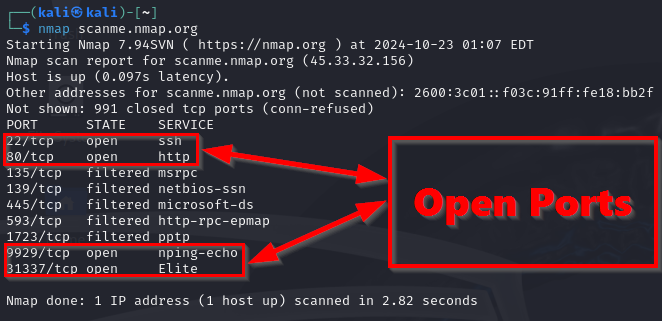 ┌──(kali㉿kali)-[~]
└─$ nmap scanme.nmap.org
Starting Nmap 7.94SVN ( https://nmap.org ) at 2024-10-23 01:07 EDT
Nmap scan report for scanme.nmap.org (45.33.32.156)
Host is up (0.097s latency).
Other addresses for scanme.nmap.org (not scanned): 2600:3c01::f03c:91ff:fe18:bb2f
Not shown: 991 closed tcp ports (conn-refused)
PORT      STATE    SERVICE
22/tcp    open     ssh
80/tcp    open     http
135/tcp   filtered msrpc
139/tcp   filtered netbios-ssn
445/tcp   filtered microsoft-ds
593/tcp   filtered http-rpc-epmap
1723/tcp  filtered pptp
9929/tcp  open     nping-echo
31337/tcp open     Elite
Nmap done: 1 IP address (1 host up) scanned in 2.82 seconds
Open Ports